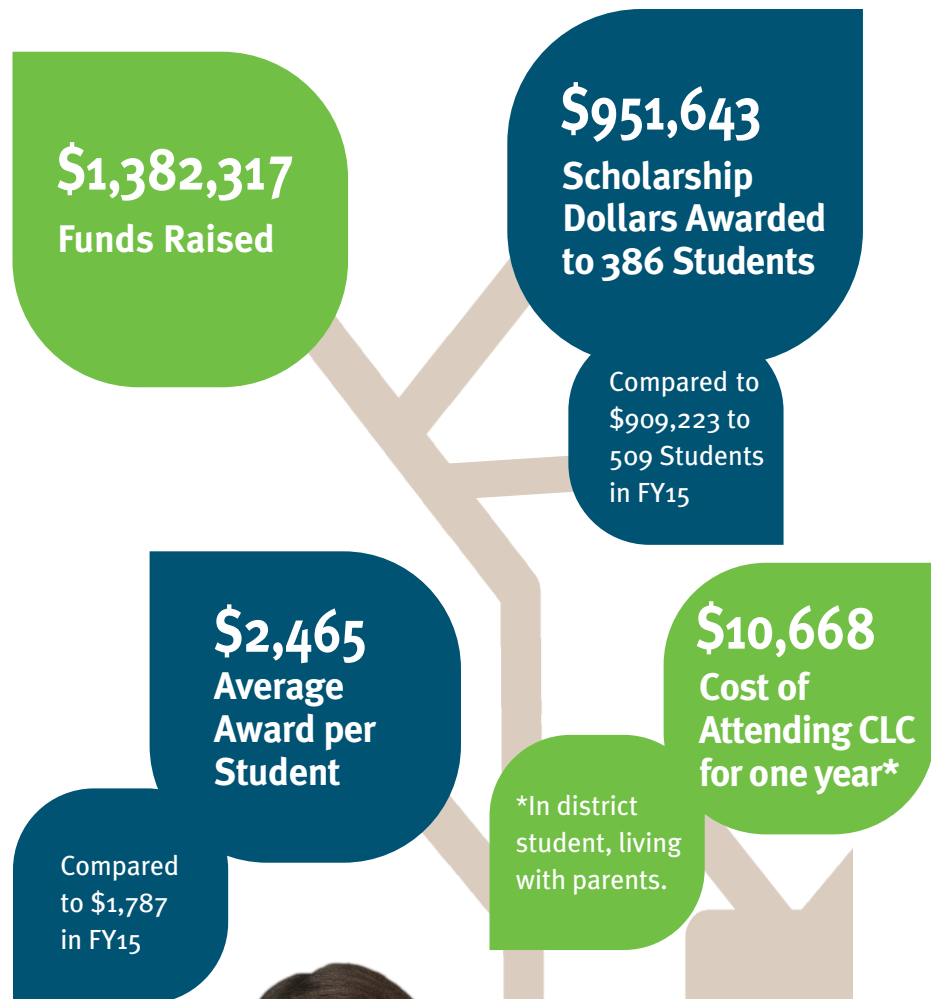 $1,382,317
Funds Raised
$951,643
Scholarship
Dollars Awarded
to 386 Students
Compared to
$909,223 to
509 Students
in FY15
$2,465
Average
Award per
Student
Compared
to $1,787
in FY15
$10,668
Cost of
Attending CLC
for one year*
*In district
student, living
with parents.